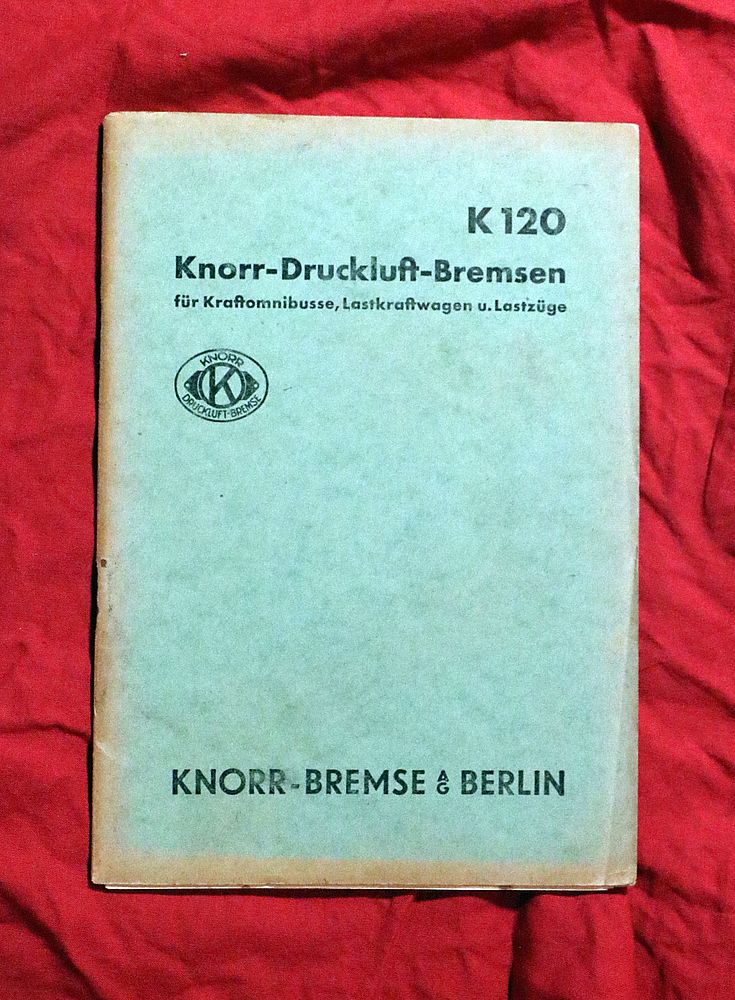 K 120
Knorr-Druckluft-Bremsen
für Kraftomnibusse, Lastkraftwagen u. Lastzüge
KNORR
K
DRUCKLUFT-BREMSE
KNORR-BREMSE AG BERLIN